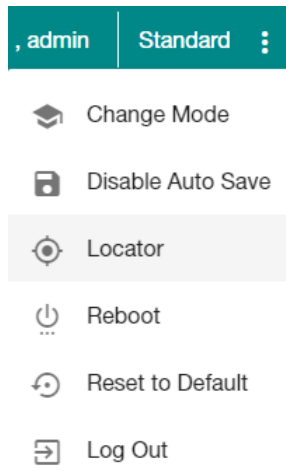 , admin Standard
Change Mode
Disable Auto Save
Locator
Reboot
Reset to Default
Log Out